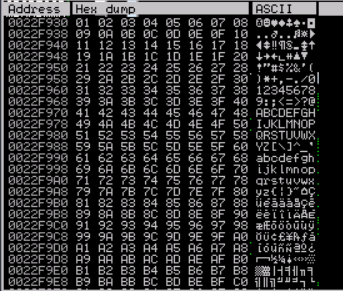 Address Hex dump ASCII
0022F930 01 02 03 04 05 06 07 08 ☺☻♥♦♣♠•◘
0022F938 09 0A 0B 0C 0D 0E 0F 10
0022F940 11 12 13 14 15 16 17 18 ◄↕‼¶§▬↨↑
0022F948 19 1A 1B 1C 1D 1E 1F 20 ↓→←∟↔▲▼
0022F950 21 22 23 24 25 26 27 28 !"#$%&'(
0022F958 29 2A 2B 2C 2D 2E 2F 30 )*+,-./0
0022F960 31 32 33 34 35 36 37 38 12345678
0022F968 39 3A 3B 3C 3D 3E 3F 40 9:;<=>?@
0022F970 41 42 43 44 45 46 47 48 ABCDEFGH
0022F978 49 4A 4B 4C 4D 4E 4F 50 IJKLMNOP
0022F980 51 52 53 54 55 56 57 58 QRSTUVWX
0022F988 59 5A 5B 5C 5D 5E 5F 60 YZ[\]^_`
0022F990 61 62 63 64 65 66 67 68 abcdefgh
0022F998 69 6A 6B 6C 6D 6E 6F 70 ijklmnop
0022F9A0 71 72 73 74 75 76 77 78 qrstuvwx
0022F9A8 79 7A 7B 7C 7D 7E 7F 80 yz{|}~⌂Ç
0022F9B0 81 82 83 84 85 86 87 88 üéâäàåçê
0022F9B8 89 8A 8B 8C 8D 8E 8F 90 ëèïîìÄÅÉ
0022F9C0 91 92 93 94 95 96 97 98 æÆôöòûùÿ
0022F9C8 99 9A 9B 9C 9D 9E 9F A0 ÖÜ¢£¥₧ƒá
0022F9D0 A1 A2 A3 A4 A5 A6 A7 A8 íóúñÑªº¿
0022F9D8 A9 AA AB AC AD AE AF B0 ⌐¬½¼¡«»░
0022F9E0 B1 B2 B3 B4 B5 B6 B7 B8 ▒▓│┤╡╢╖╕
0022F9E8 B9 BA BB BC BD BE BF C0 ╣║╗╝╜╛┐└